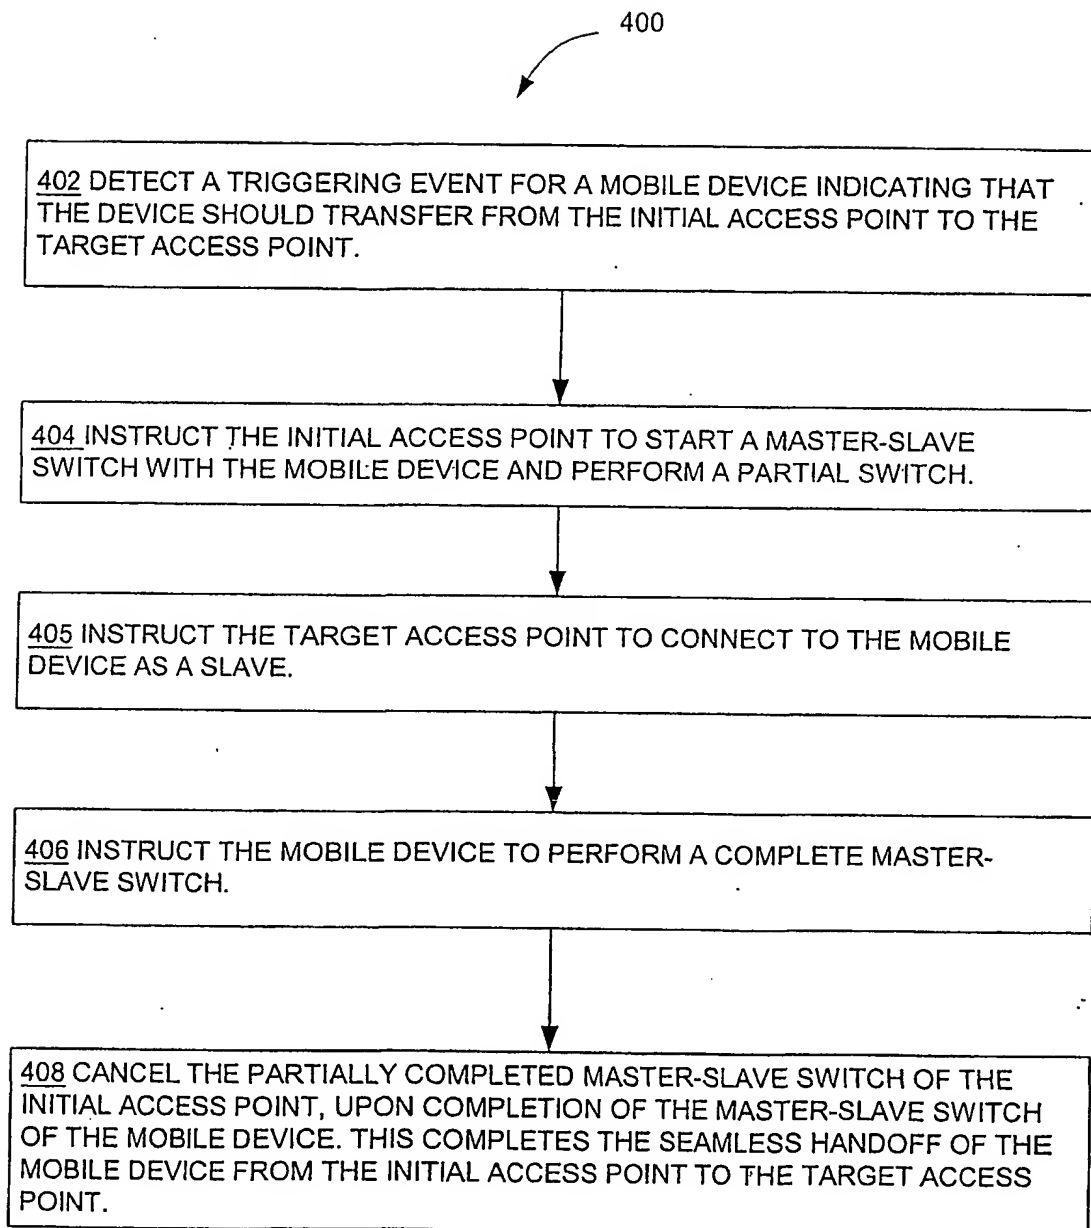 400
402 DETECT A TRIGGERING EVENT FOR A MOBILE DEVICE INDICATING THAT
THE DEVICE SHOULD TRANSFER FROM THE INITIAL ACCESS POINT TO THE
TARGET ACCESS POINT.
404 INSTRUCT THE INITIAL ACCESS POINT TO START A MASTER-SLAVE
SWITCH WITH THE MOBILE DEVICE AND PERFORM A PARTIAL SWITCH.
405 INSTRUCT THE TARGET ACCESS POINT TO CONNECT TO THE MOBILE
DEVICE AS A SLAVE.
406 INSTRUCT THE MOBILE DEVICE TO PERFORM A COMPLETE MASTER-
SLAVE SWITCH.
408 CANCEL THE PARTIALLY COMPLETED MASTER-SLAVE SWITCH OF THE
INITIAL ACCESS POINT, UPON COMPLETION OF THE MASTER-SLAVE SWITCH
OF THE MOBILE DEVICE. THIS COMPLETES THE SEAMLESS HANDOFF OF THE
MOBILE DEVICE FROM THE INITIAL ACCESS POINT TO THE TARGET ACCESS
POINT.